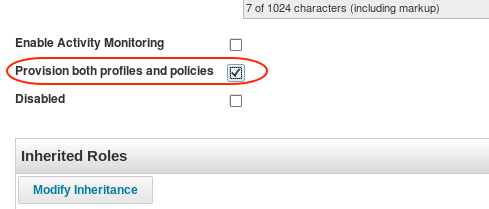 7 of 1024 characters (including markup)
Enable Activity Monitoring
Provision both profiles and policies
Disabled
Inherited Roles
Modify Inheritance